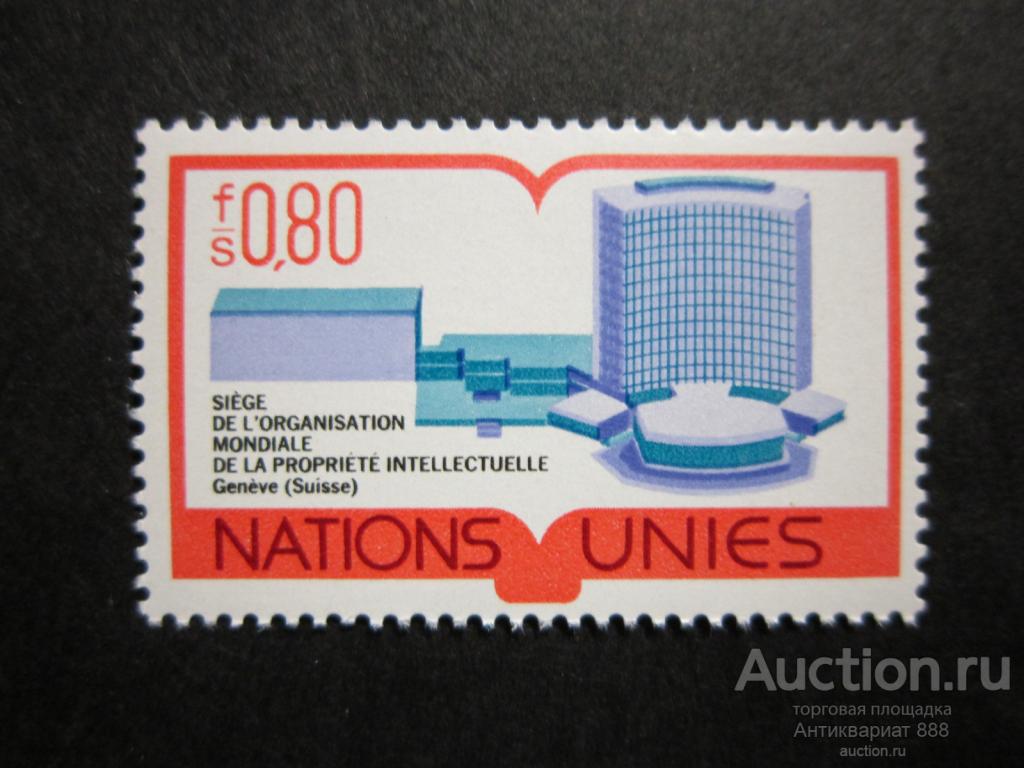 f/s 0,80
SIÈGE
DE L'ORGANISATION
MONDIALE
DE LA PROPRIÉTÉ INTELLECTUELLE
Genève (Suisse)
NATIONS UNIES
Auction.ru
торговая площадка
Антиквариат 888
auction.ru